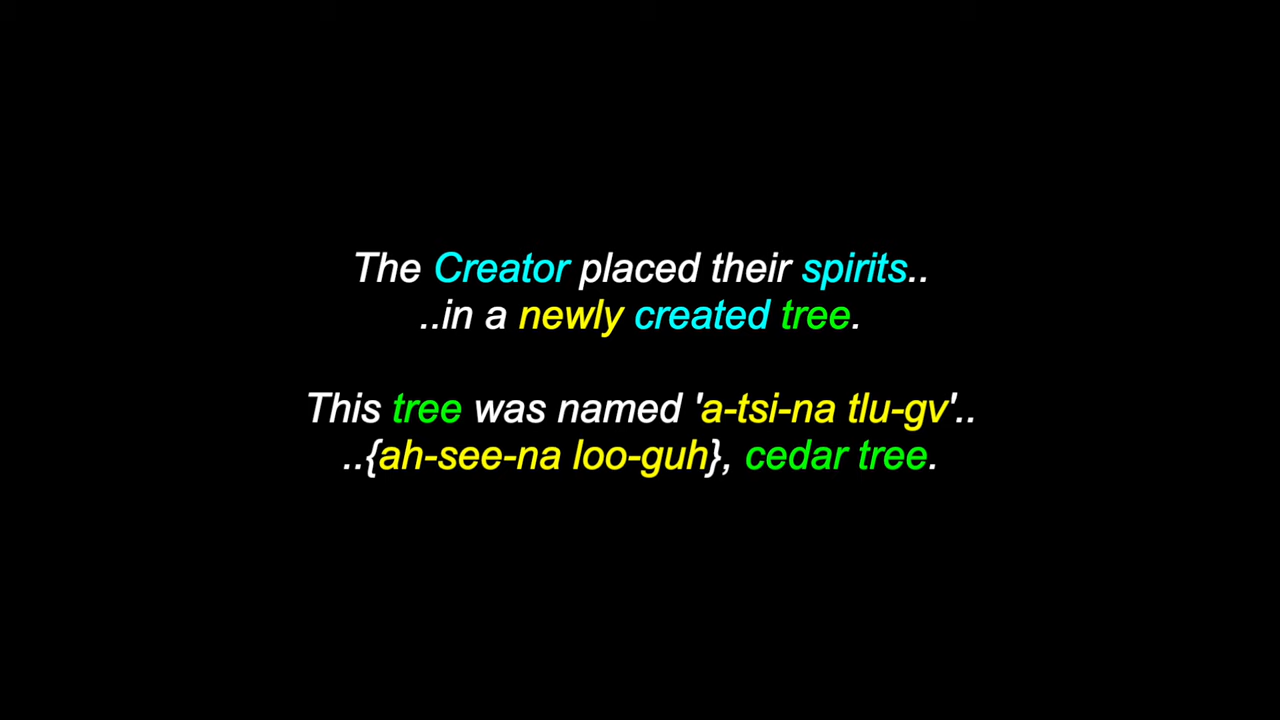 The Creator placed their spirits..
..in a newly created tree.
This tree was named 'a-tsi-na tlu-gv'..
..{ah-see-na loo-guh}, cedar tree.